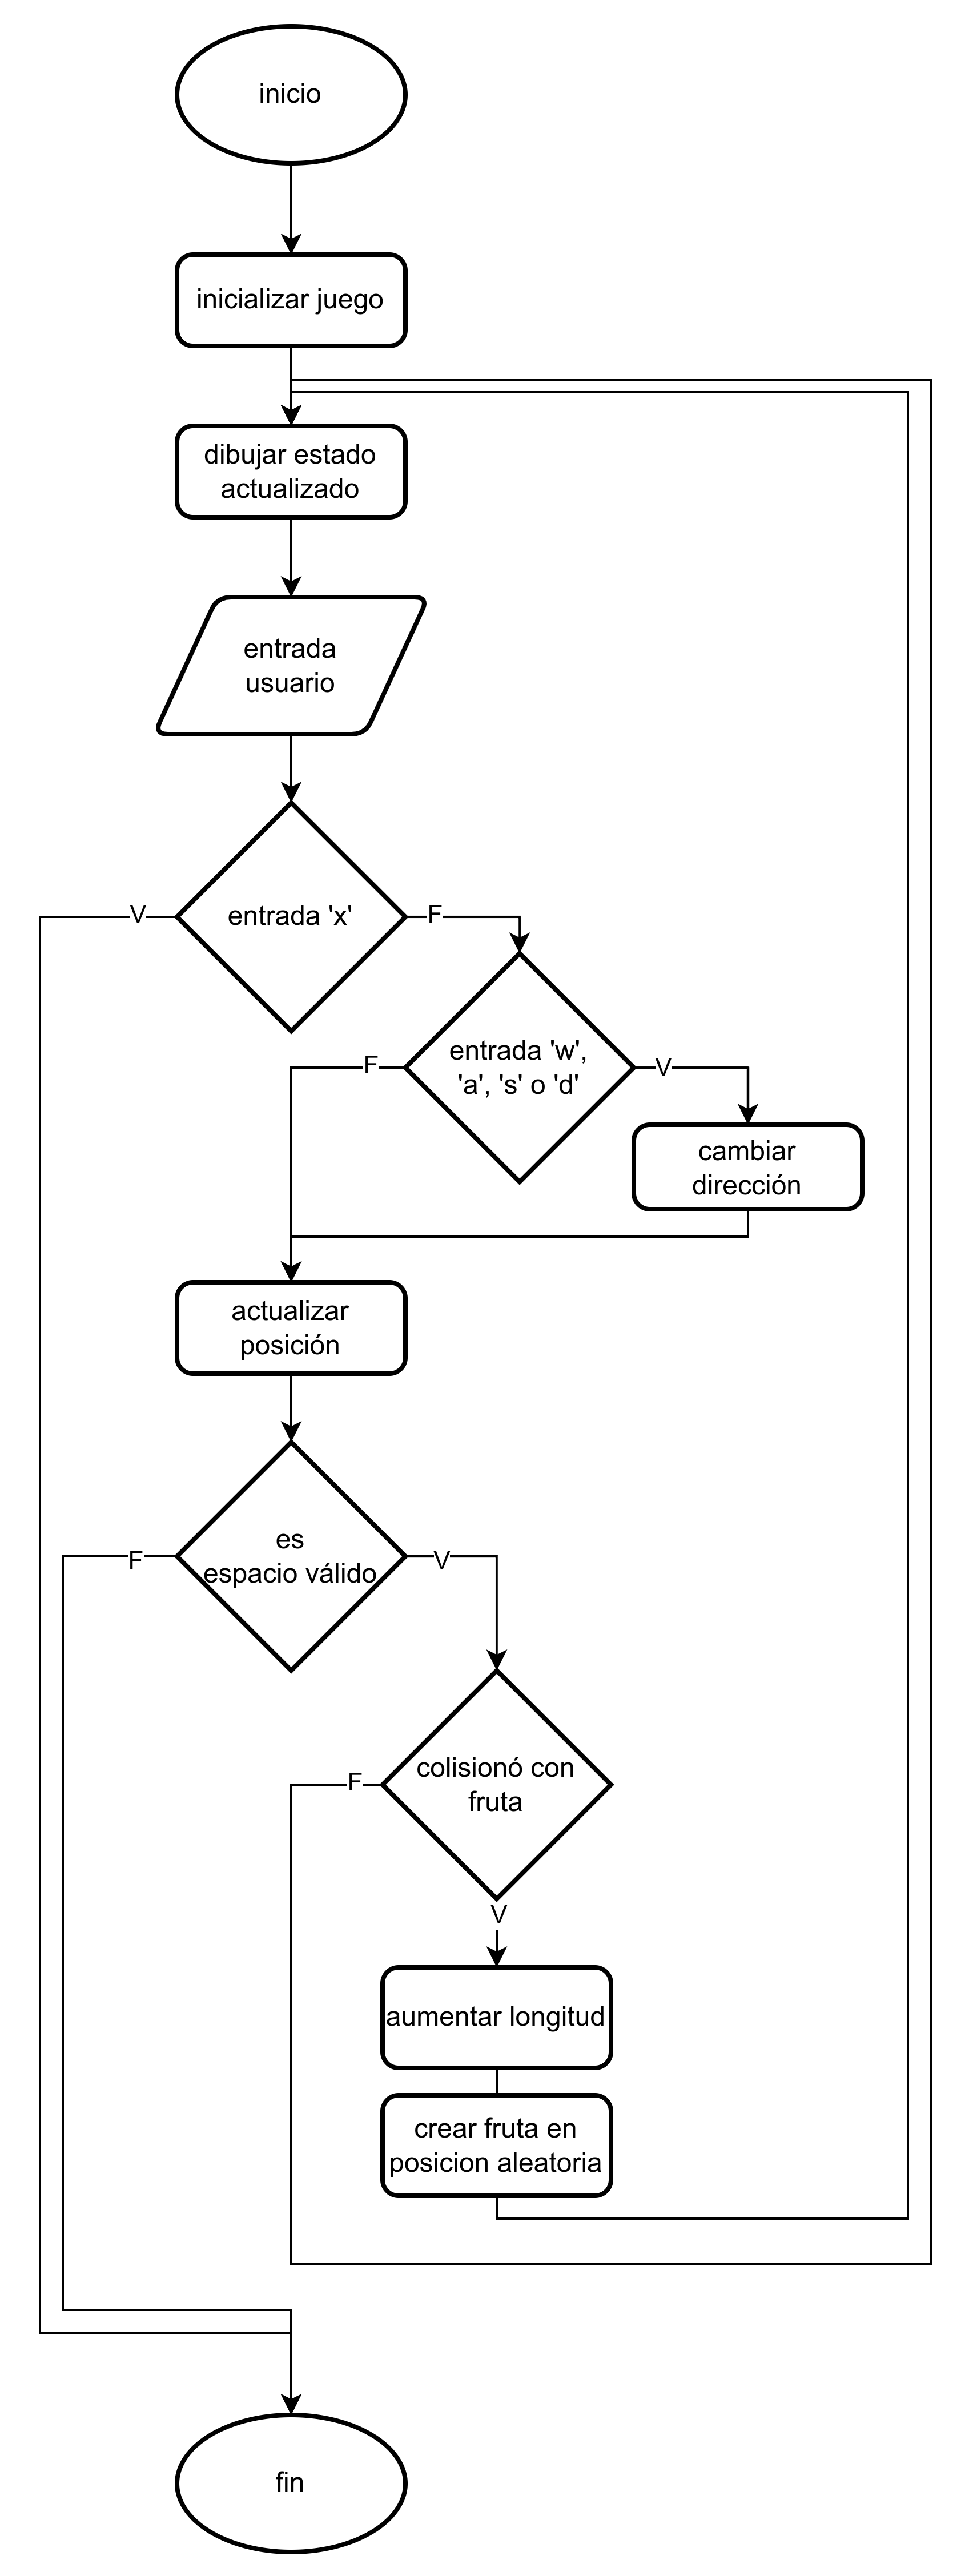 inicio
inicializar juego
dibujar estado
actualizado
entrada
usuario
entrada 'x'
V
F
entrada 'w',
'a', 's' o 'd'
F
V
cambiar
dirección
actualizar
posición
es
espacio válido
F
V
colisionó con
fruta
F
V
aumentar longitud
crear fruta en
posicion aleatoria
fin